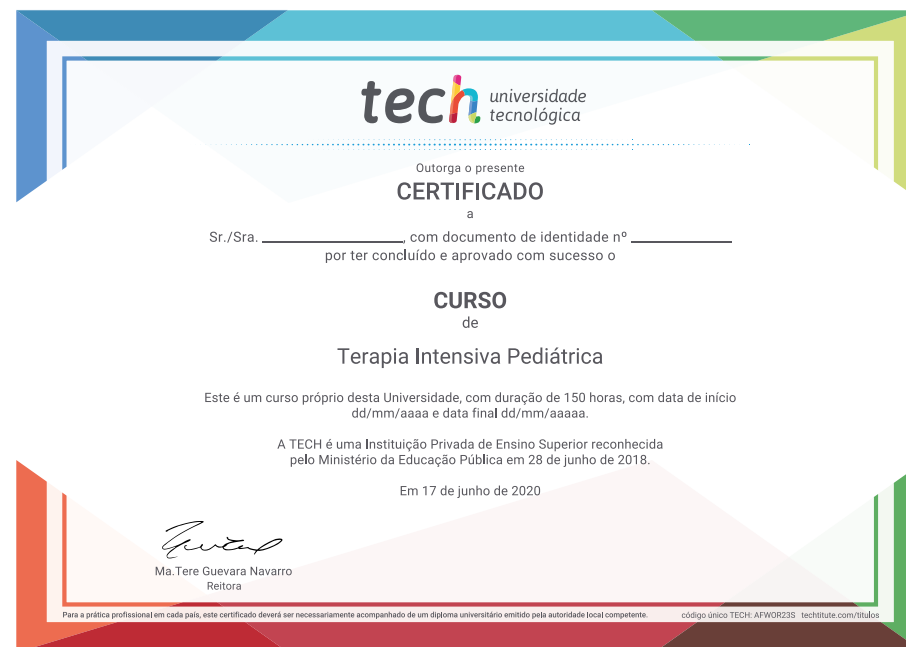 tech universidade
tecnológica
Outorga o presente
CERTIFICADO
a
Sr./Sra. ________________, com documento de identidade nº ____________
por ter concluído e aprovado com sucesso o
CURSO
de
Terapia Intensiva Pediátrica
Este é um curso próprio desta Universidade, com duração de 150 horas, com data de início
dd/mm/aaaa e data final dd/mm/aaaaa.
A TECH é uma Instituição Privada de Ensino Superior reconhecida
pelo Ministério da Educação Pública em 28 de junho de 2018.
Em 17 de junho de 2020
Ma.Tere Guevara Navarro
Reitora
Para a prática profissional em cada país, este certificado deverá ser necessariamente acompanhado de um diploma universitário emitido pela autoridade local competente.
código único TECH: AFWOR23S techtitute.com/titulos